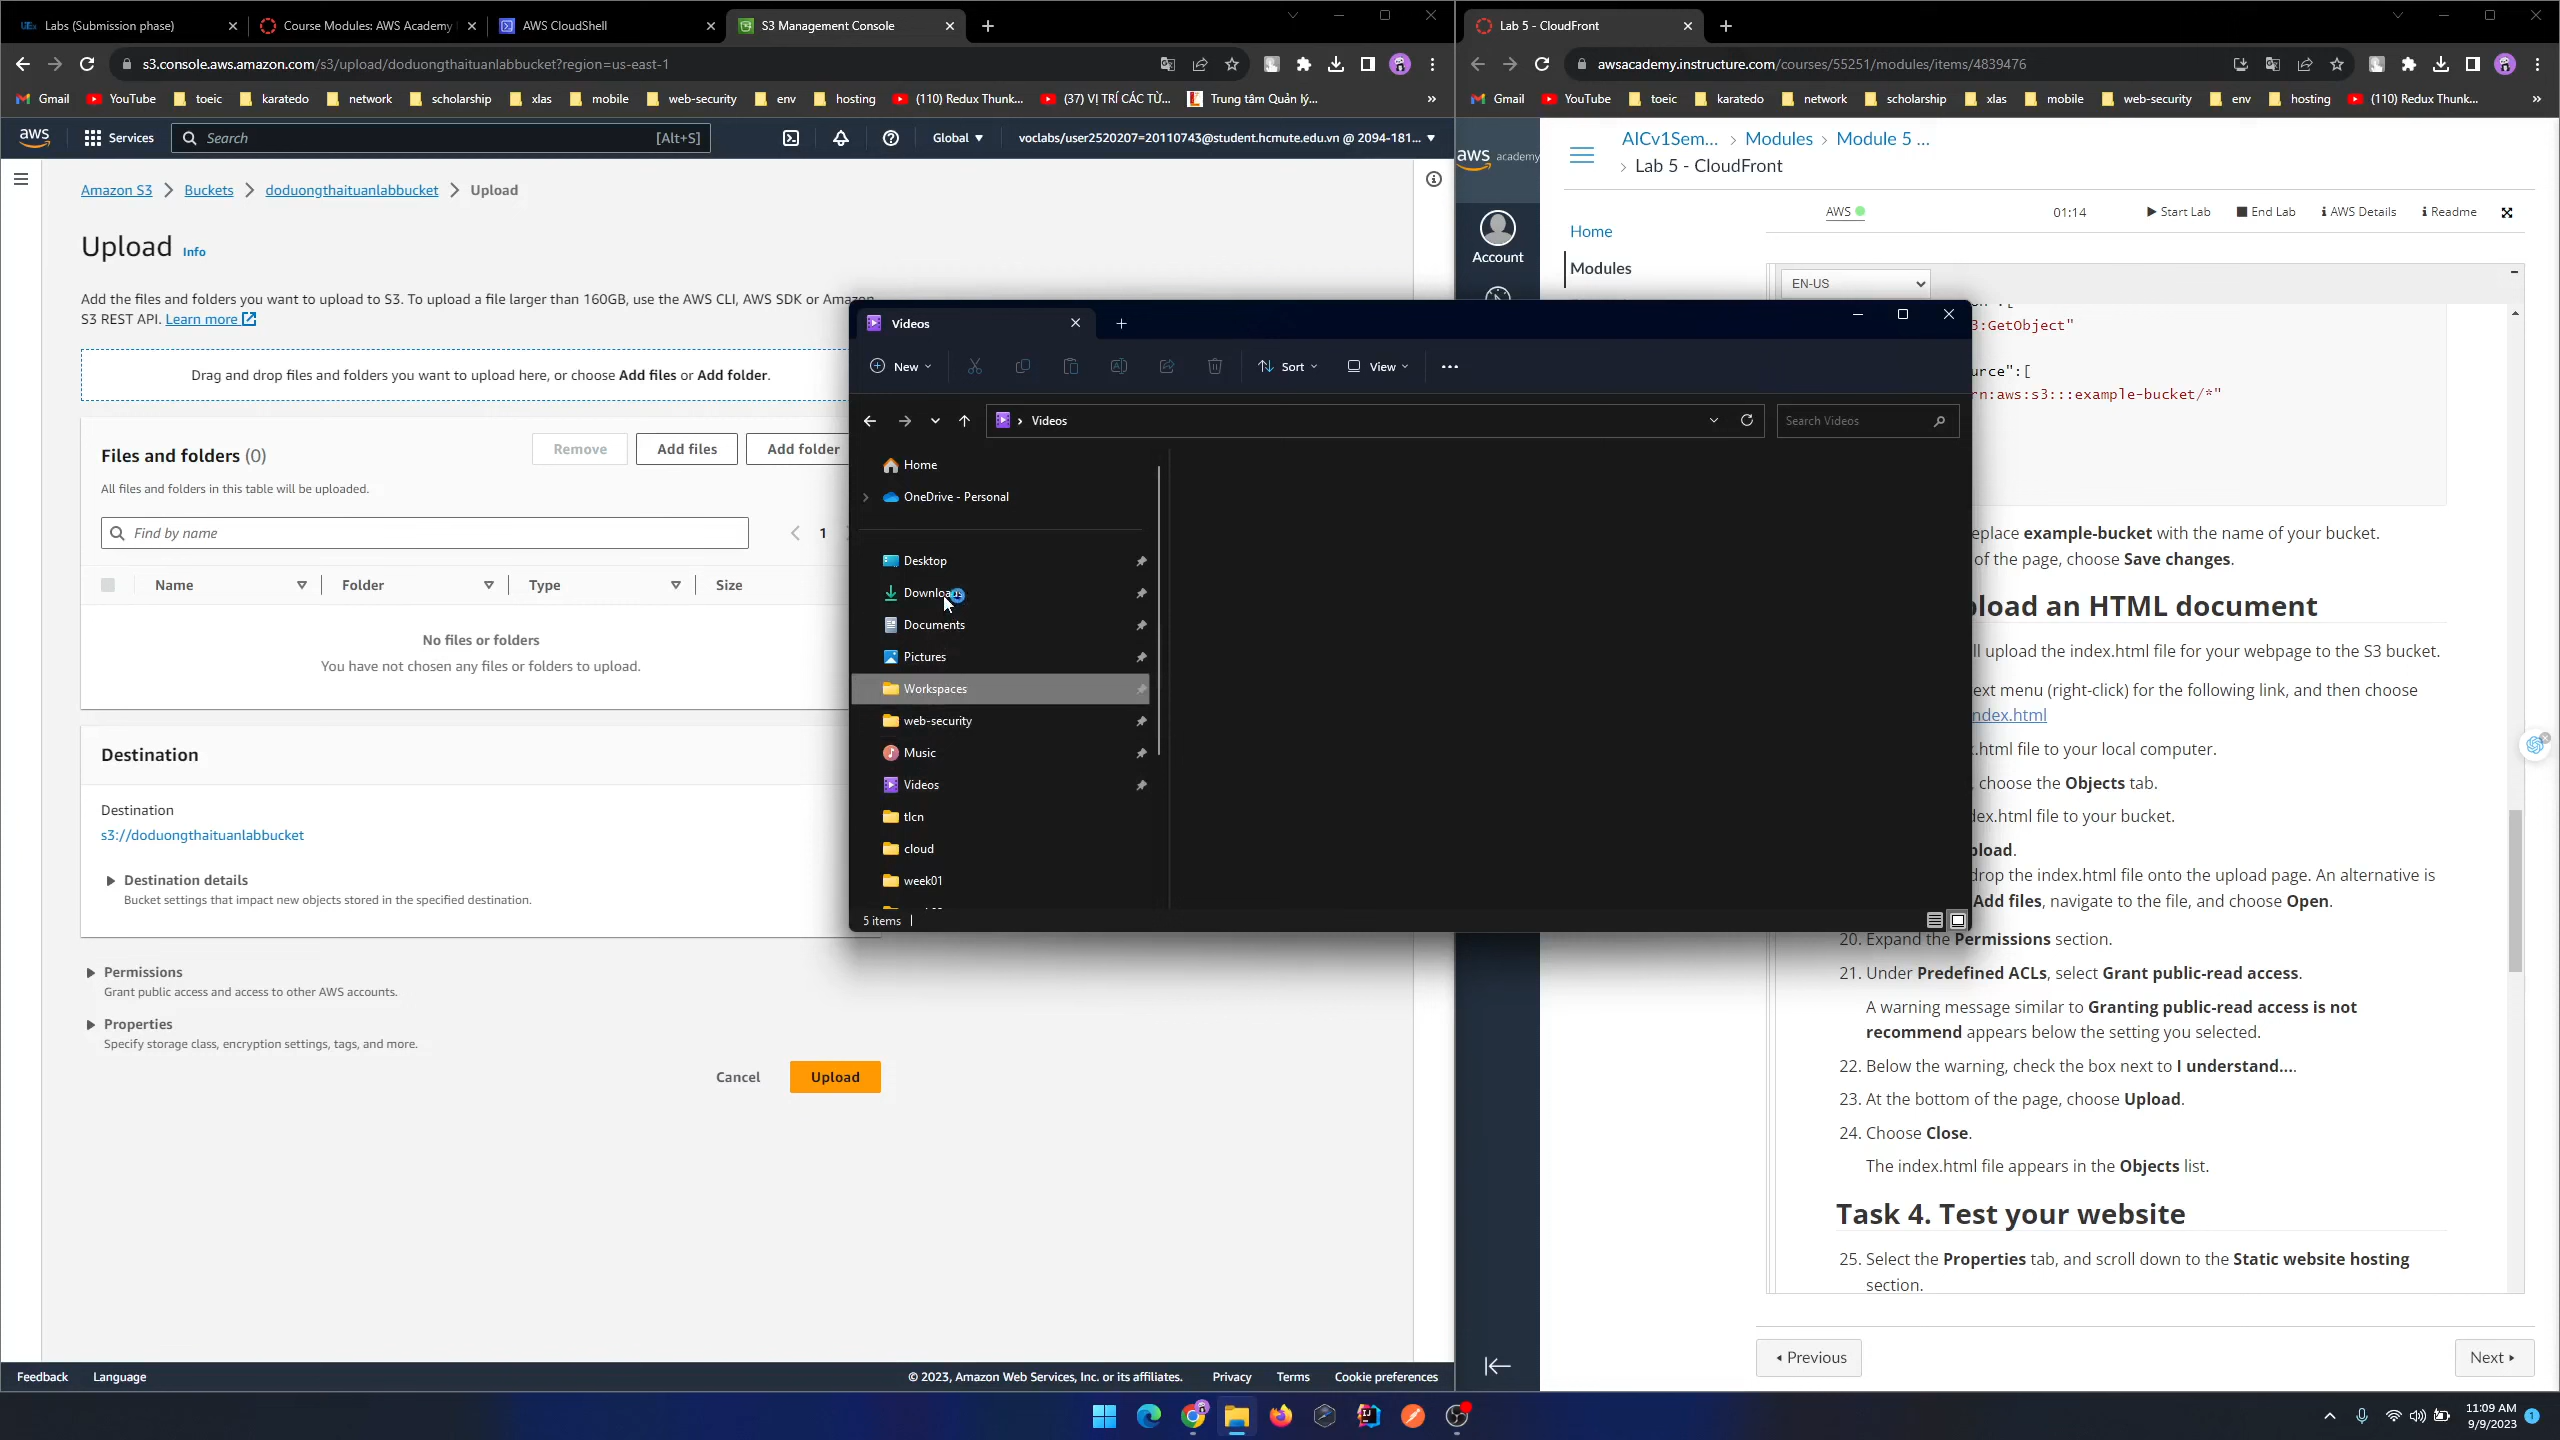 Labs (Submission phase)
Course Modules: AWS Academy
AWS CloudShell
S3 Management Console
s3.console.aws.amazon.com/s3/upload/doduongthaituanlabbucket?region=us-east-1
Gmail
YouTube
toeic
karatedo
network
scholarship
xlas
mobile
web-security
env
hosting
(110) Redux Thunk...
(37) VỊ TRÍ CÁC TỪ...
Trung tâm Quản lý...
aws
Services
Search
[Alt+S]
Global
voclabs/user2520207=20110743@student.hcmute.edu.vn @ 2094-181...
Amazon S3
Buckets
doduongthaituanlabbucket
Upload
Upload
Info
Add the files and folders you want to upload to S3. To upload a file larger than 160GB, use the AWS CLI, AWS SDK or Amazon
S3 REST API. Learn more
Drag and drop files and folders you want to upload here, or choose Add files or Add folder.
Files and folders (0)
Remove
Add files
Add folder
All files and folders in this table will be uploaded.
Find by name
1
Name
Folder
Type
Size
No files or folders
You have not chosen any files or folders to upload.
Destination
Destination
s3://doduongthaituanlabbucket
Destination details
Bucket settings that impact new objects stored in the specified destination.
Permissions
Grant public access and access to other AWS accounts.
Properties
Specify storage class, encryption settings, tags, and more.
Cancel
Upload
Feedback
Language
© 2023, Amazon Web Services, Inc. or its affiliates.
Privacy
Terms
Cookie preferences
Videos
New
Sort
View
Videos
Search Videos
Home
OneDrive - Personal
Desktop
Downloads
Documents
Pictures
Workspaces
web-security
Music
Videos
tlcn
cloud
week01
5 items
Lab 5 - CloudFront
awsacademy.instructure.com/courses/55251/modules/items/4839476
Gmail
YouTube
toeic
karatedo
network
scholarship
xlas
mobile
web-security
env
hosting
(110) Redux Thunk...
aws academy
Account
AICv1Sem...
Modules
Module 5 ...
Lab 5 - CloudFront
Home
Modules
AWS
01:14
Start Lab
End Lab
AWS Details
Readme
EN-US
3:GetObject"
urce":[
rn:aws:s3:::example-bucket/*"
eplace example-bucket with the name of your bucket.
of the page, choose Save changes.
pload an HTML document
ll upload the index.html file for your webpage to the S3 bucket.
ext menu (right-click) for the following link, and then choose
ndex.html
.html file to your local computer.
, choose the Objects tab.
dex.html file to your bucket.
pload.
drop the index.html file onto the upload page. An alternative is
Add files, navigate to the file, and choose Open.
20. Expand the Permissions section.
21. Under Predefined ACLs, select Grant public-read access.
A warning message similar to Granting public-read access is not
recommend appears below the setting you selected.
22. Below the warning, check the box next to I understand....
23. At the bottom of the page, choose Upload.
24. Choose Close.
The index.html file appears in the Objects list.
Task 4. Test your website
25. Select the Properties tab, and scroll down to the Static website hosting
section.
Previous
Next
11:09 AM
9/9/2023
1